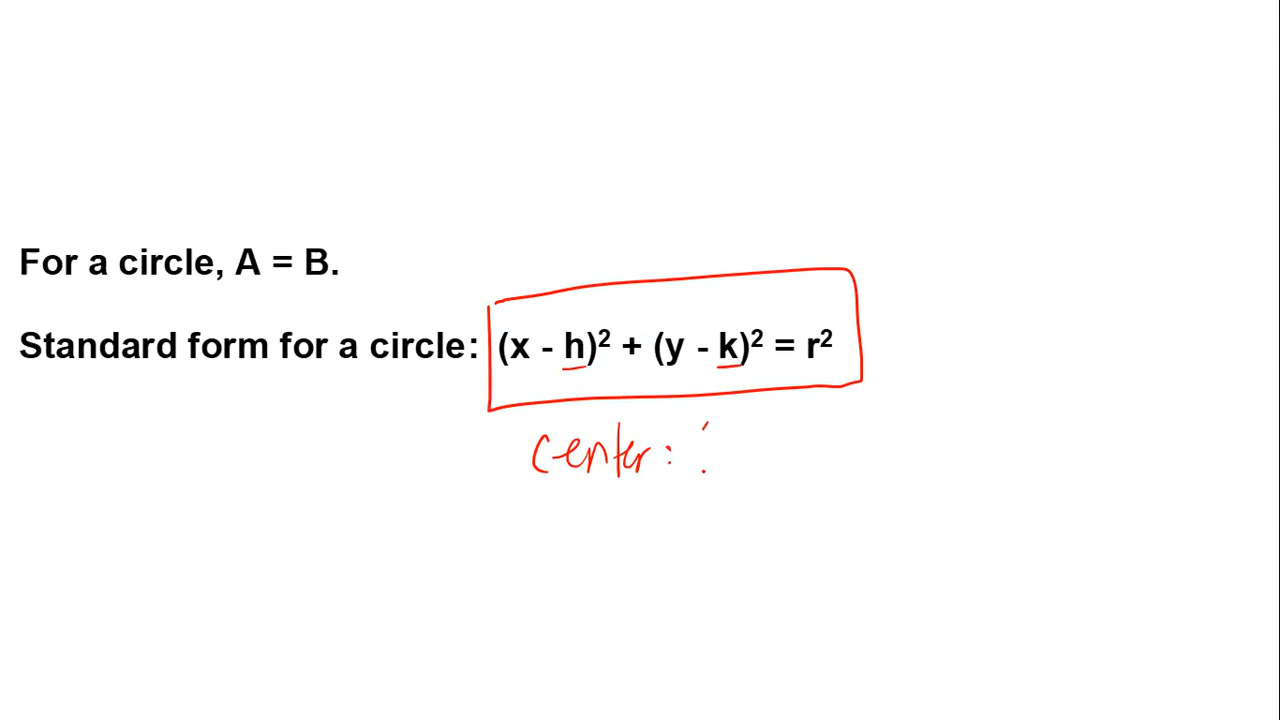 For a circle, A = B.
Standard form for a circle: (x - h)² + (y - k)² = r²
center: